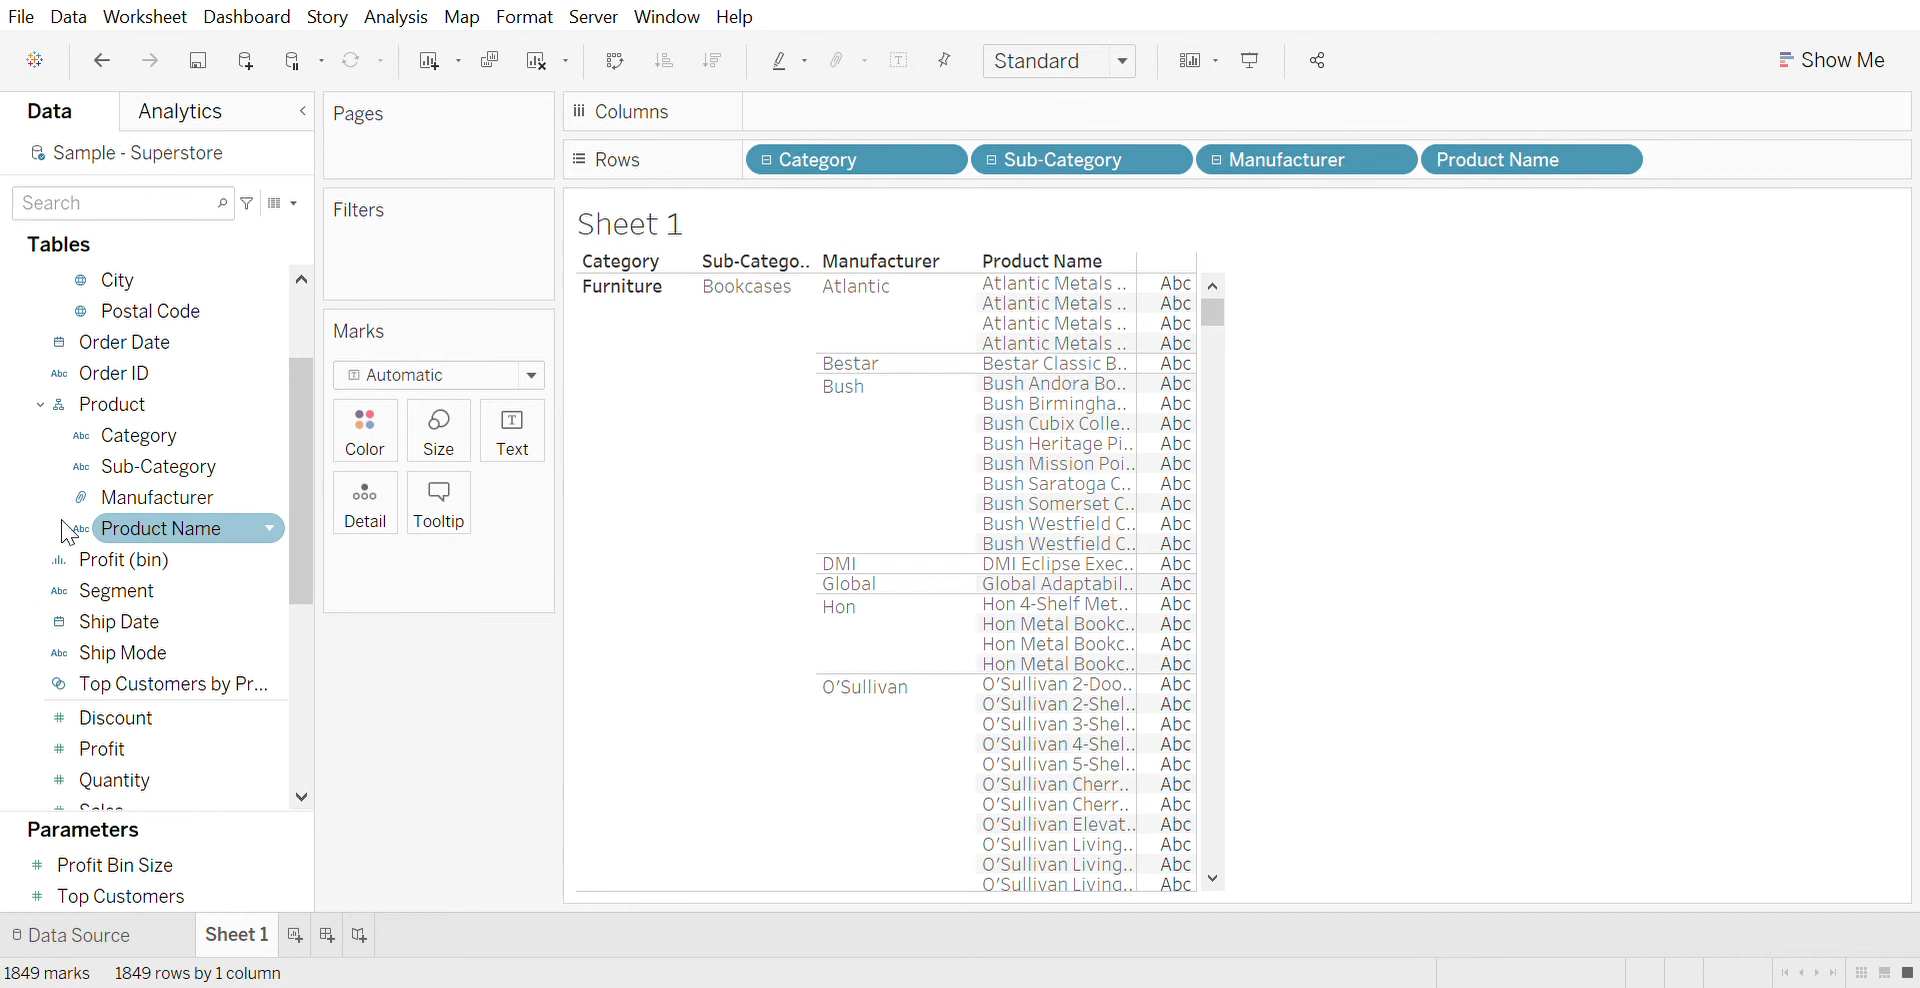 File Data Worksheet Dashboard Story Analysis Map Format Server Window Help
Standard
Show Me
Data Analytics
Sample - Superstore
Search
Tables
City
Postal Code
Order Date
Abc Order ID
Product
Abc Category
Abc Sub-Category
Manufacturer
Abc Product Name
Profit (bin)
Abc Segment
Ship Date
Abc Ship Mode
Top Customers by Pr...
# Discount
# Profit
# Quantity
# Sales
Parameters
# Profit Bin Size
# Top Customers
Pages
Filters
Marks
Automatic
Color Size Text
Detail Tooltip
Columns
Rows Category Sub-Category Manufacturer Product Name
Sheet 1
Category Sub-Catego.. Manufacturer Product Name
Furniture Bookcases Atlantic Atlantic Metals .. Abc
Atlantic Metals .. Abc
Atlantic Metals .. Abc
Atlantic Metals .. Abc
Bestar Bestar Classic B.. Abc
Bush Bush Andora Bo.. Abc
Bush Birmingha.. Abc
Bush Cubix Colle.. Abc
Bush Heritage Pi.. Abc
Bush Mission Poi.. Abc
Bush Saratoga C.. Abc
Bush Somerset C.. Abc
Bush Westfield C.. Abc
Bush Westfield C.. Abc
DMI DMI Eclipse Exec.. Abc
Global Global Adaptabil.. Abc
Hon Hon 4-Shelf Met.. Abc
Hon Metal Bookc.. Abc
Hon Metal Bookc.. Abc
Hon Metal Bookc.. Abc
O'Sullivan O'Sullivan 2-Doo.. Abc
O'Sullivan 2-Shel.. Abc
O'Sullivan 3-Shel.. Abc
O'Sullivan 4-Shel.. Abc
O'Sullivan 5-Shel.. Abc
O'Sullivan Cherr.. Abc
O'Sullivan Cherr.. Abc
O'Sullivan Elevat.. Abc
O'Sullivan Living.. Abc
O'Sullivan Living.. Abc
O'Sullivan Living.. Abc
Data Source Sheet 1
1849 marks 1849 rows by 1 column